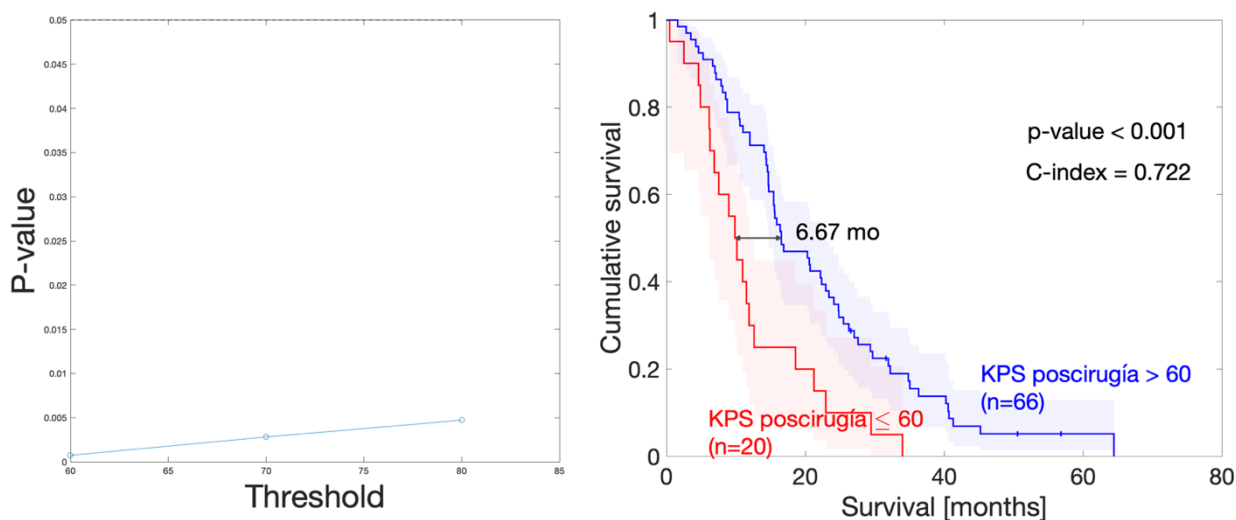 0.05
0.045
0.04
0.035
0.03
0.025
0.02
0.015
0.01
0.005
0
60
65
70
75
80
85
P-value
Threshold
1
0.8
0.6
0.4
0.2
0
0
20
40
60
80
Cumulative survival
Survival [months]
p-value < 0.001
C-index = 0.722
6.67 mo
KPS poscirugía > 60
(n=66)
KPS poscirugía ≤ 60
(n=20)